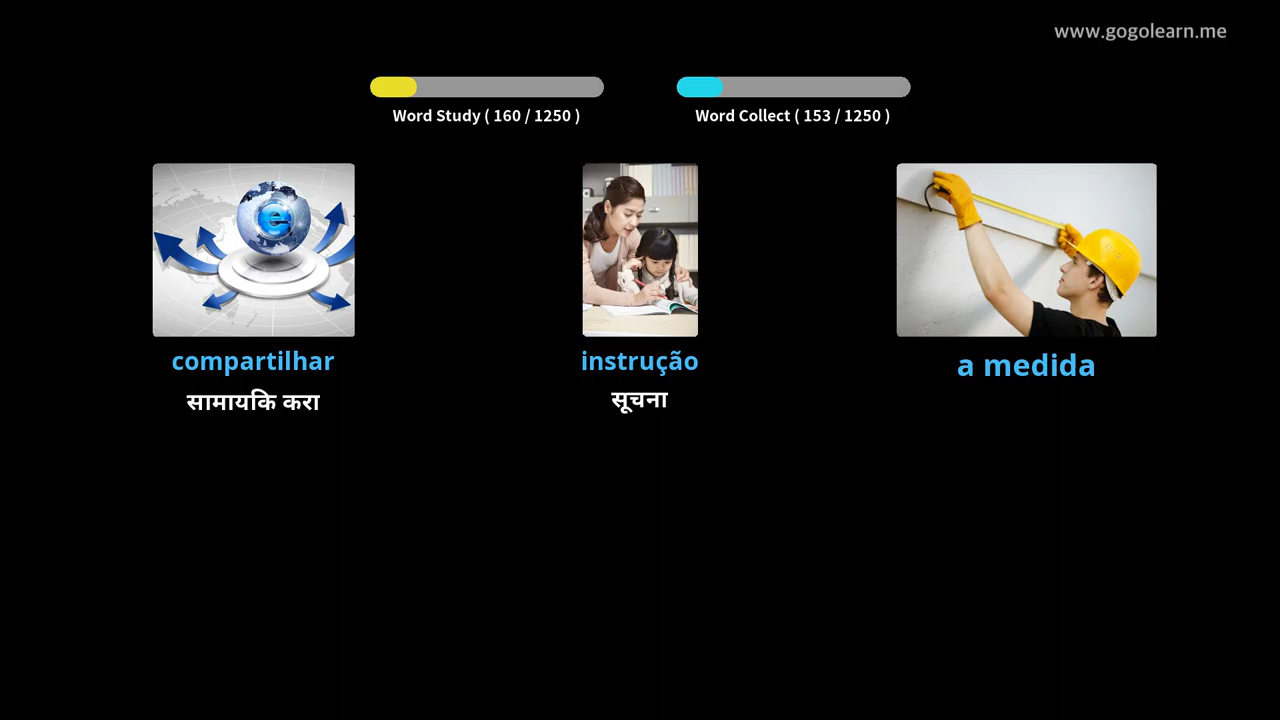 www.gogolearn.me
Word Study ( 160 / 1250 )
Word Collect ( 153 / 1250 )
e
compartilhar
instrução
a medida
सामायकि करा
सूचना